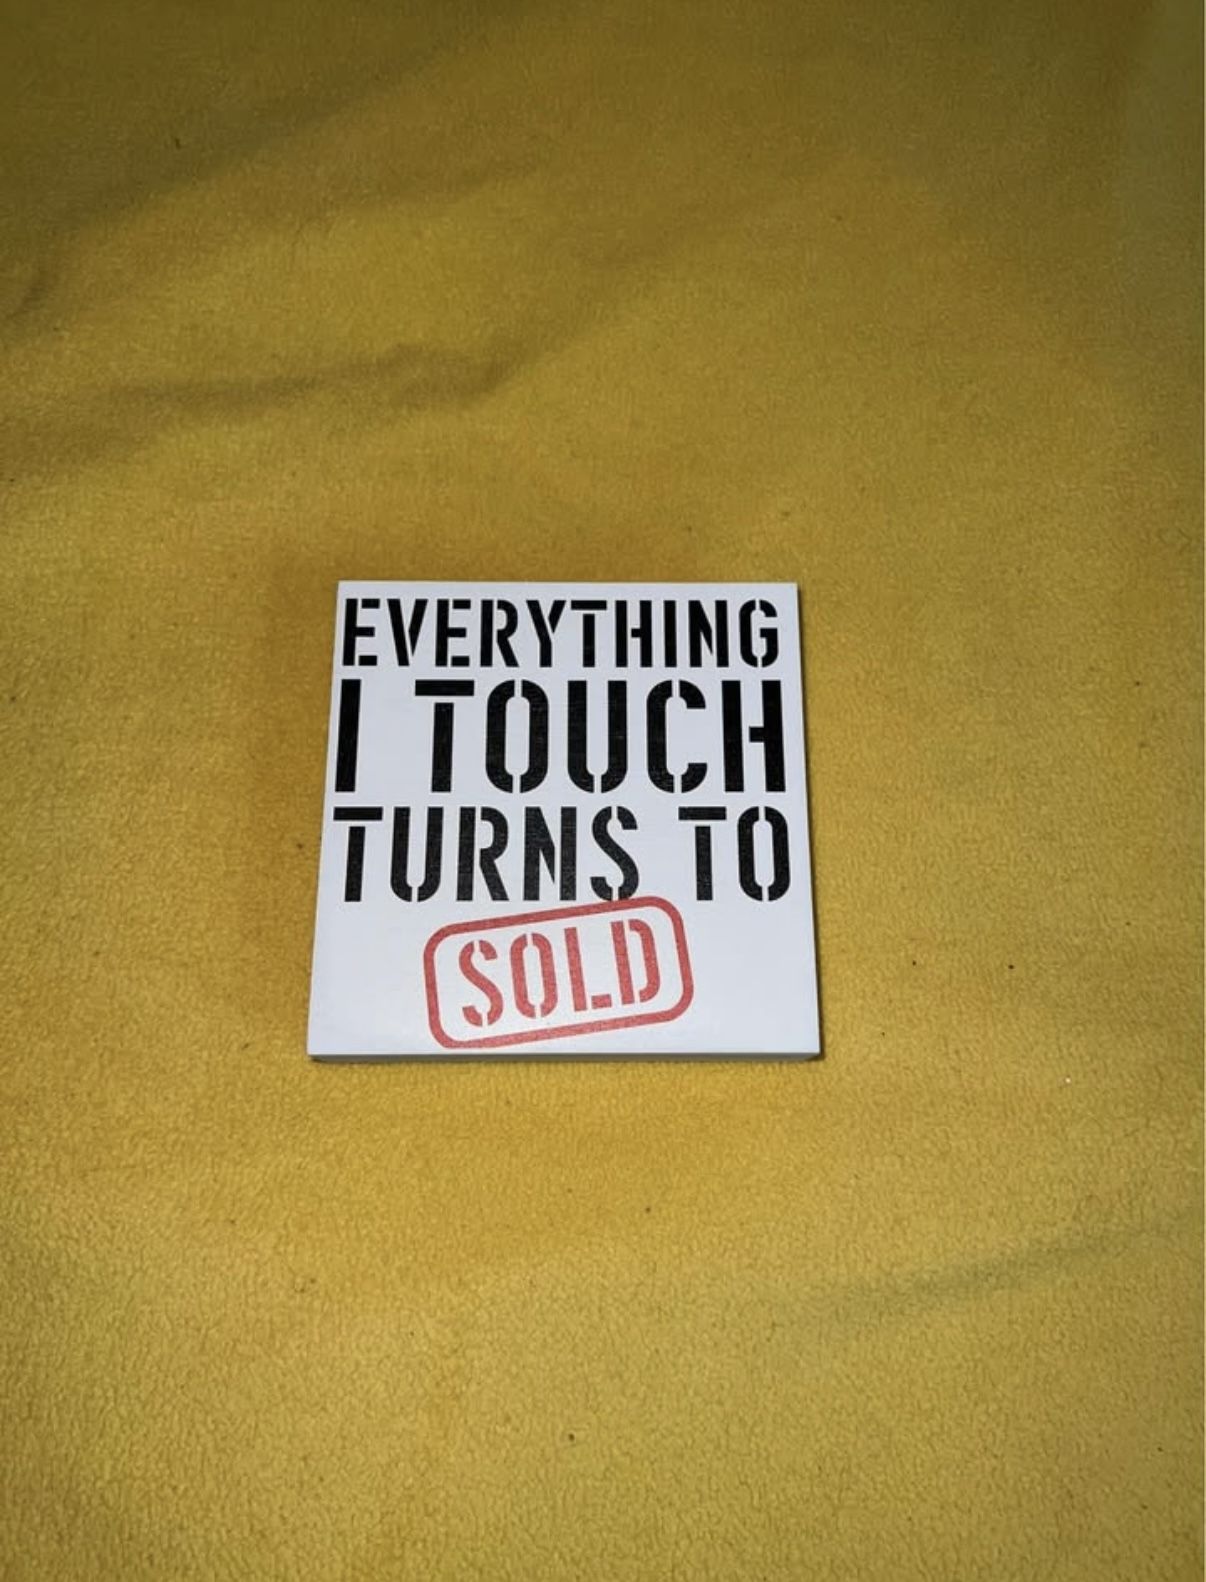 EVERYTHING
I TOUCH
TURNS TO
SOLD